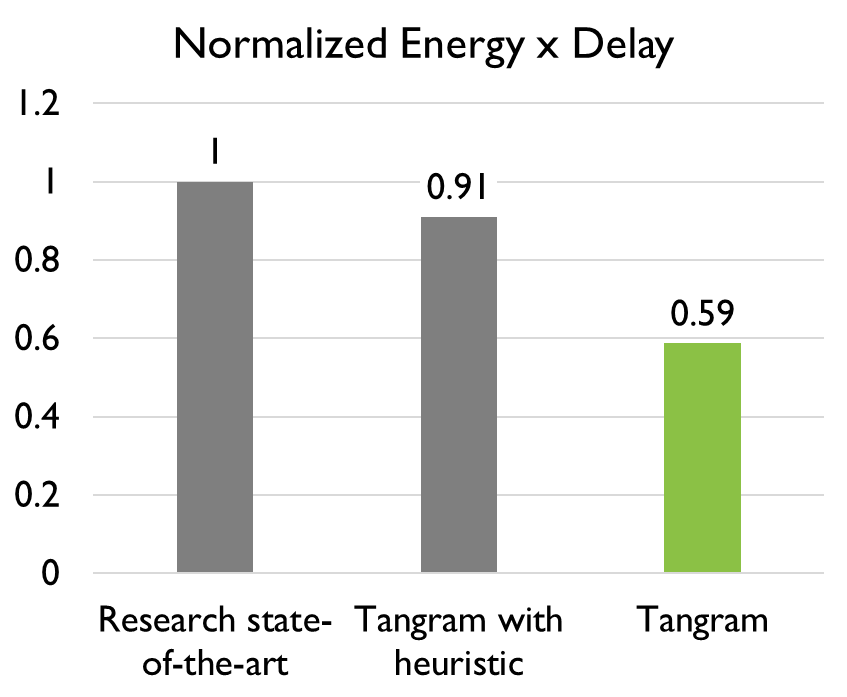 Normalized Energy x Delay
1.2
1
0.8
0.6
0.4
0.2
0
1
0.91
0.59
Research state-
of-the-art
Tangram with
heuristic
Tangram